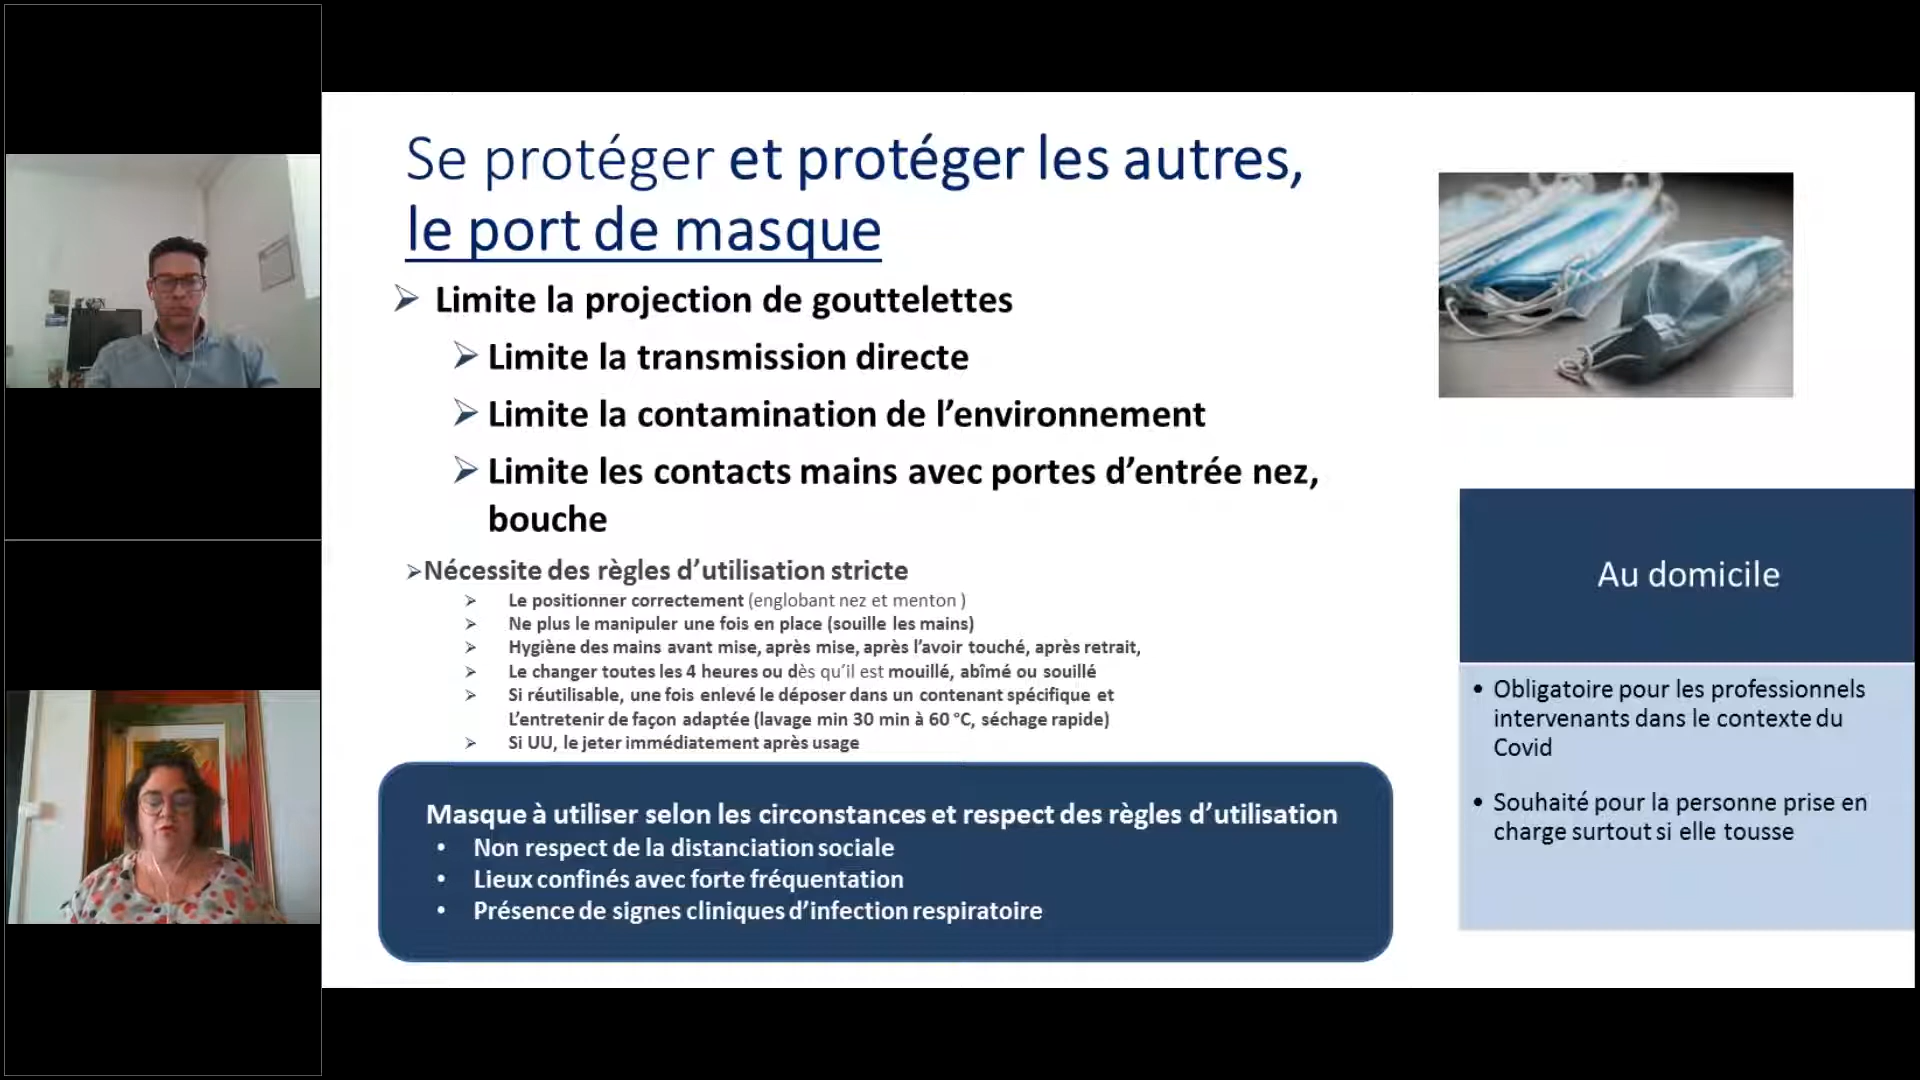 Se protéger et protéger les autres,
le port de masque
Limite la projection de gouttelettes
Limite la transmission directe
Limite la contamination de l’environnement
Limite les contacts mains avec portes d’entrée nez,
bouche
Nécessite des règles d’utilisation stricte
Le positionner correctement (englobant nez et menton )
Ne plus le manipuler une fois en place (souille les mains)
Hygiène des mains avant mise, après mise, après l’avoir touché, après retrait,
Le changer toutes les 4 heures ou dès qu’il est mouillé, abîmé ou souillé
Si réutilisable, une fois enlevé le déposer dans un contenant spécifique et
L’entretenir de façon adaptée (lavage min 30 min à 60 °C, séchage rapide)
Si UU, le jeter immédiatement après usage
Masque à utiliser selon les circonstances et respect des règles d’utilisation
• Non respect de la distanciation sociale
• Lieux confinés avec forte fréquentation
• Présence de signes cliniques d’infection respiratoire
Au domicile
• Obligatoire pour les professionnels
intervenants dans le contexte du
Covid
• Souhaité pour la personne prise en
charge surtout si elle tousse